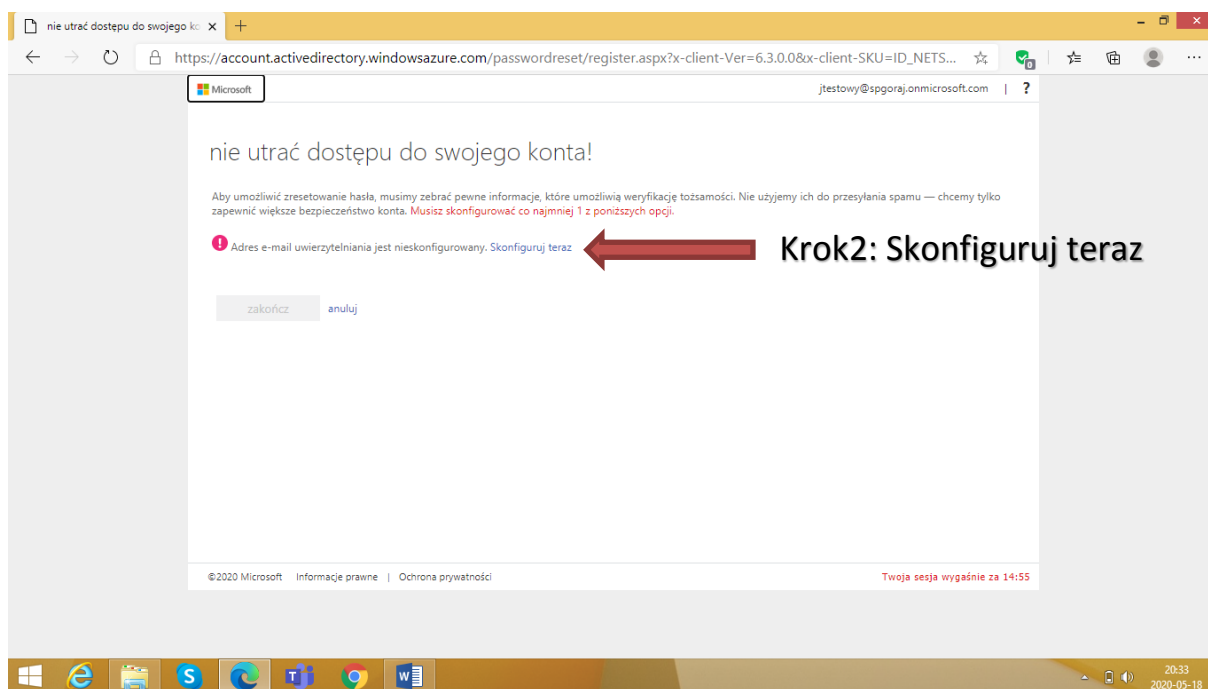 nie utrać dostępu do swojego ko
https://account.activedirectory.windowsazure.com/passwordreset/register.aspx?x-client-Ver=6.3.0.0&x-client-SKU=ID_NETS...
0
Microsoft
jtestowy@spgoraj.onmicrosoft.com | ?
nie utrać dostępu do swojego konta!
Aby umożliwić zresetowanie hasła, musimy zebrać pewne informacje, które umożliwią weryfikację tożsamości. Nie użyjemy ich do przesyłania spamu — chcemy tylko
zapewnić większe bezpieczeństwo konta. Musisz skonfigurować co najmniej 1 z poniższych opcji.
! Adres e-mail uwierzytelniania jest nieskonfigurowany. Skonfiguruj teraz
Krok2: Skonfiguruj teraz
zakończ anuluj
©2020 Microsoft Informacje prawne | Ochrona prywatności
Twoja sesja wygaśnie za 14:55
20:33
2020-05-18